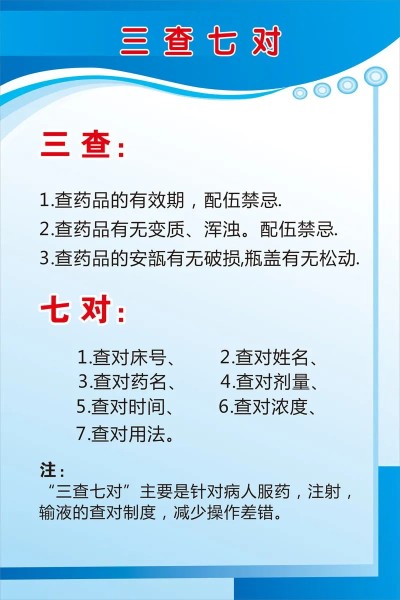 三查七对
三查：
1.查药品的有效期，配伍禁忌.
2.查药品有无变质、浑浊。配伍禁忌.
3.查药品的安瓿有无破损,瓶盖有无松动.
七对：
1.查对床号、 2.查对姓名、
3.查对药名、 4.查对剂量、
5.查对时间、 6.查对浓度、
7.查对用法。
注：
“三查七对”主要是针对病人服药，注射，
输液的查对制度，减少操作差错。